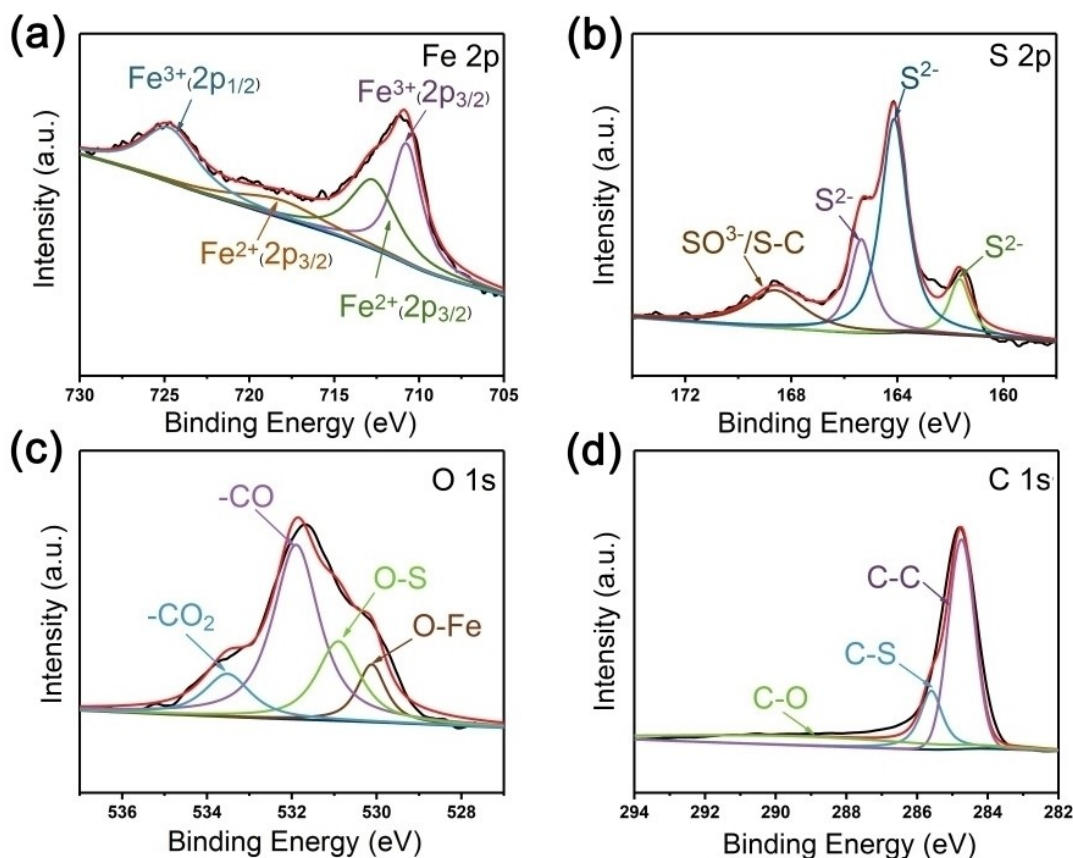 (a)
Fe 2p
Fe³⁺(2p₁/₂)
Fe³⁺(2p₃/₂)
Fe²⁺(2p₃/₂)
Fe²⁺(2p₃/₂)
Intensity (a.u.)
730 725 720 715 710 705
Binding Energy (eV)
(b)
S 2p
S²⁻
S²⁻
SO³⁻/S-C
S²⁻
Intensity (a.u.)
172 168 164 160
Binding Energy (eV)
(c)
O 1s
-CO
O-S
-CO₂
O-Fe
Intensity (a.u.)
536 534 532 530 528
Binding Energy (eV)
(d)
C 1s
C-C
C-S
C-O
Intensity (a.u.)
294 292 290 288 286 284 282
Binding Energy (eV)